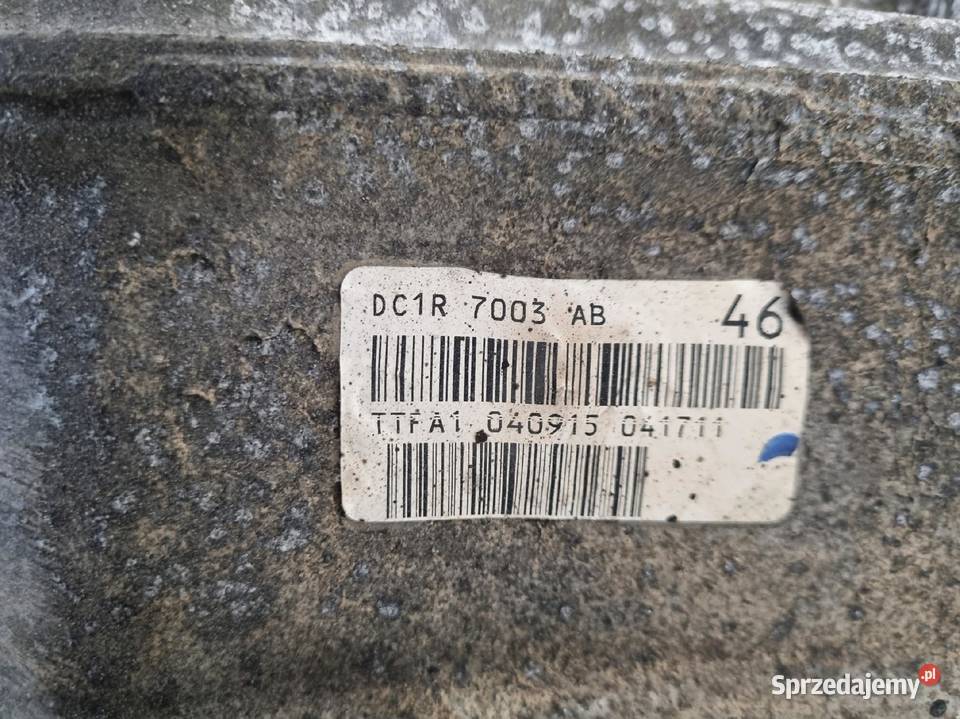 DC1R 7003 AB 46
TTFA1 040915 041711
Sprzedajemy.pl